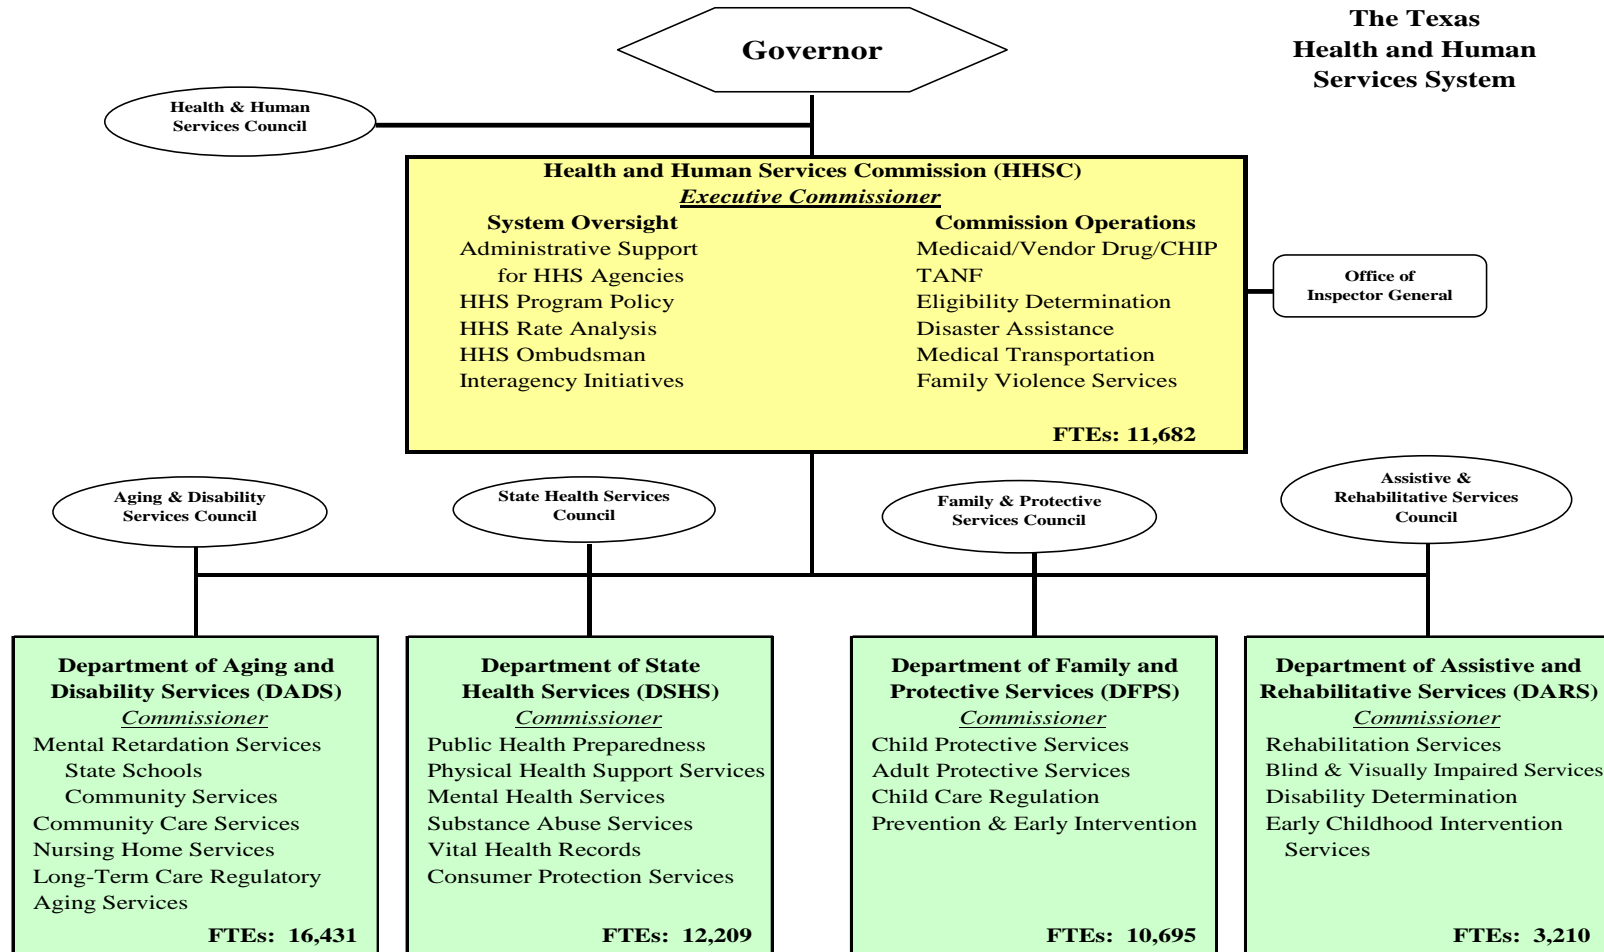 Governor
The Texas
Health and Human
Services System
Health & Human
Services Council
Health and Human Services Commission (HHSC)
Executive Commissioner
System Oversight
Administrative Support
for HHS Agencies
HHS Program Policy
HHS Rate Analysis
HHS Ombudsman
Interagency Initiatives
Commission Operations
Medicaid/Vendor Drug/CHIP
TANF
Eligibility Determination
Disaster Assistance
Medical Transportation
Family Violence Services
FTEs: 11,682
Office of
Inspector General
Aging & Disability
Services Council
State Health Services
Council
Family & Protective
Services Council
Assistive &
Rehabilitative Services
Council
Department of Aging and
Disability Services (DADS)
Commissioner
Mental Retardation Services
State Schools
Community Services
Community Care Services
Nursing Home Services
Long-Term Care Regulatory
Aging Services
FTEs: 16,431
Department of State
Health Services (DSHS)
Commissioner
Public Health Preparedness
Physical Health Support Services
Mental Health Services
Substance Abuse Services
Vital Health Records
Consumer Protection Services
FTEs: 12,209
Department of Family and
Protective Services (DFPS)
Commissioner
Child Protective Services
Adult Protective Services
Child Care Regulation
Prevention & Early Intervention
FTEs: 10,695
Department of Assistive and
Rehabilitative Services (DARS)
Commissioner
Rehabilitation Services
Blind & Visually Impaired Services
Disability Determination
Early Childhood Intervention
Services
FTEs: 3,210